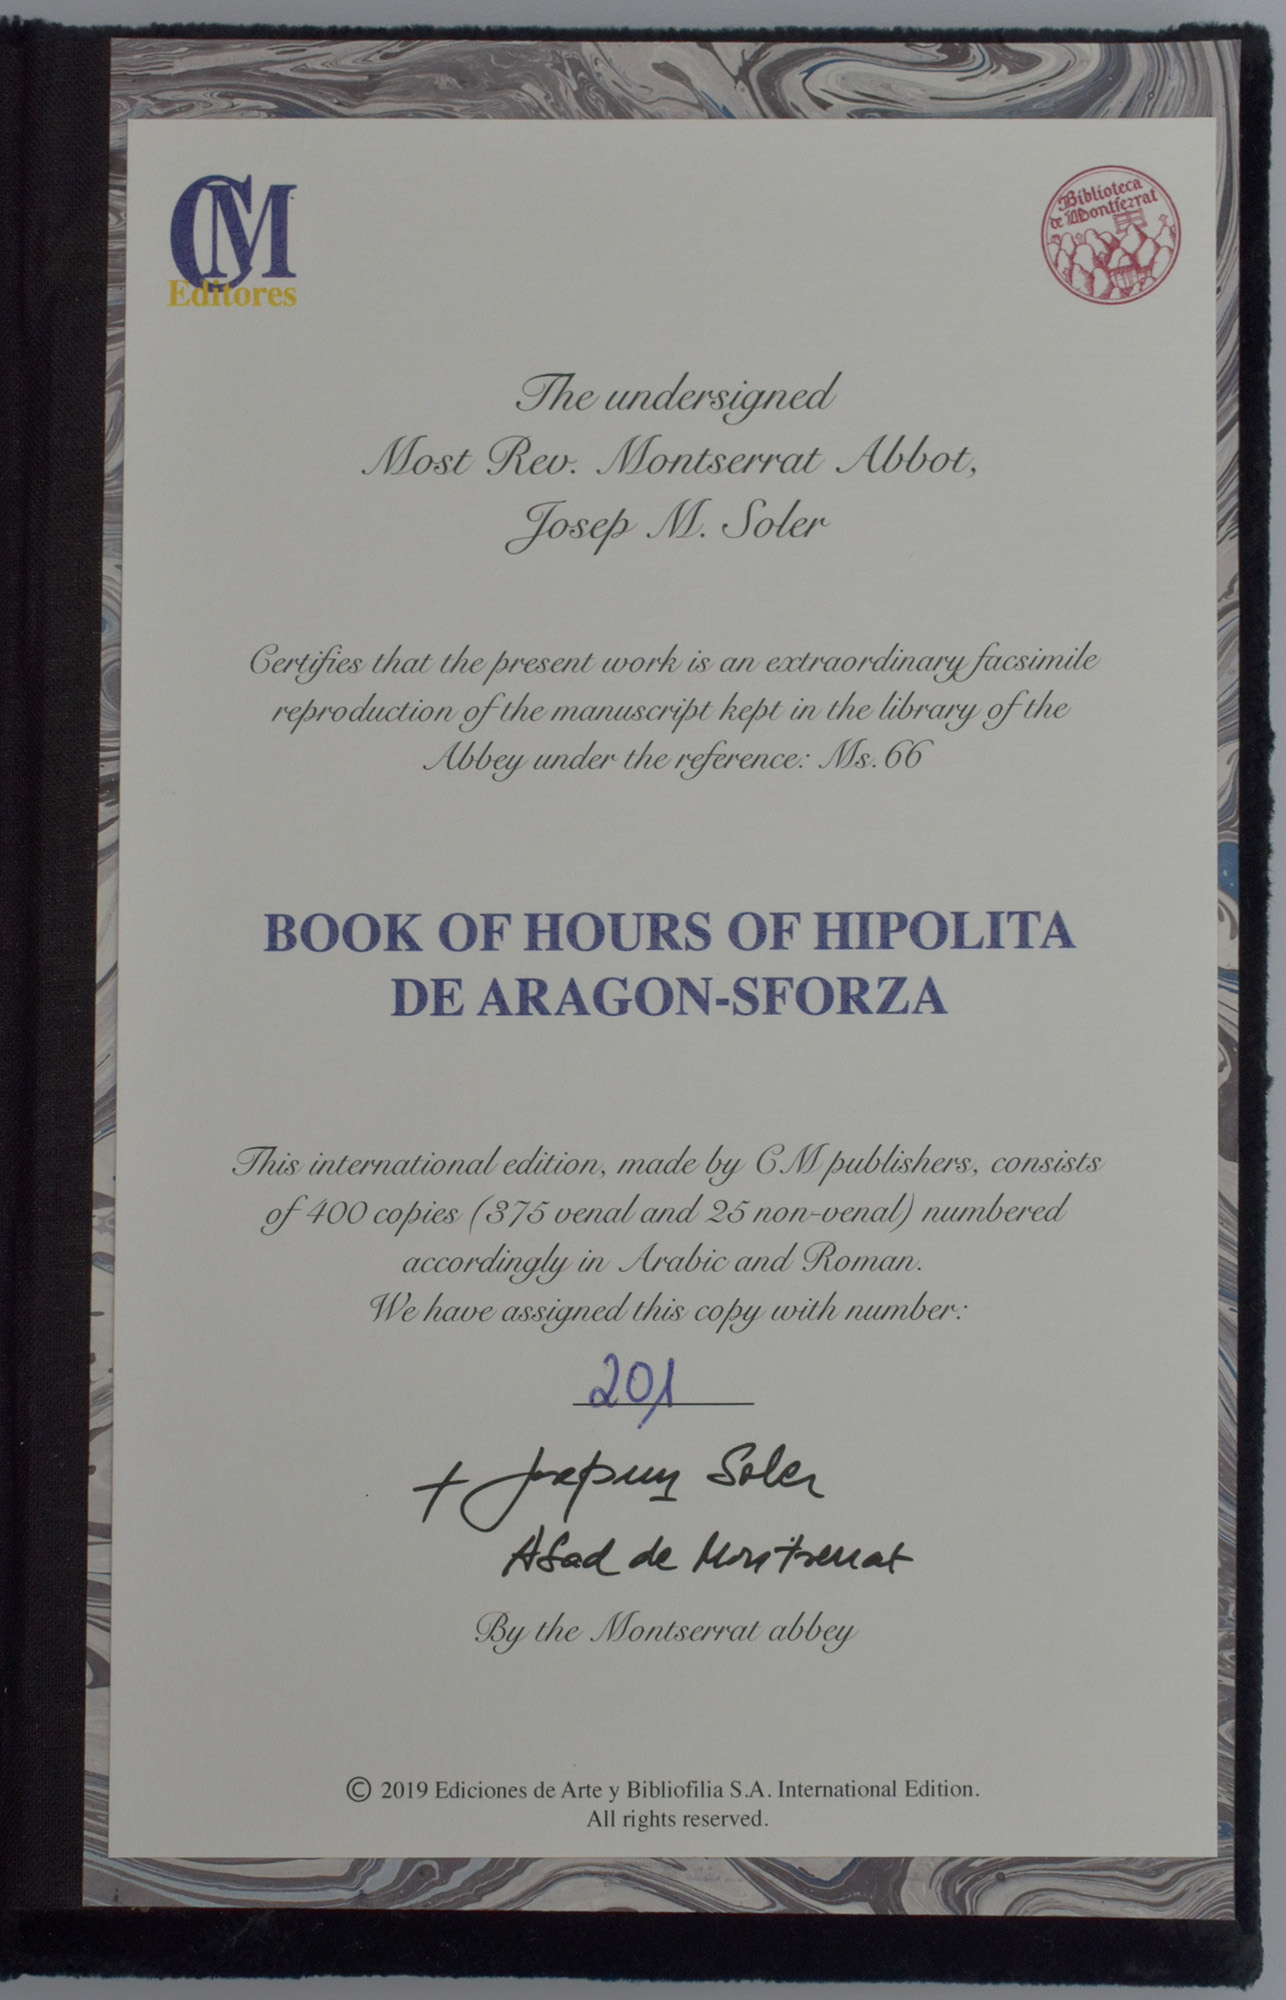 CM
Editores
Biblioteca
de Montserrat
The undersigned
Most Rev. Montserrat Abbot,
Josep M. Soler
Certifies that the present work is an extraordinary facsimile
reproduction of the manuscript kept in the library of the
Abbey under the reference: Ms. 66
BOOK OF HOURS OF HIPOLITA
DE ARAGON-SFORZA
This international edition, made by CM publishers, consists
of 400 copies (375 venal and 25 non-venal) numbered
accordingly in Arabic and Roman.
We have assigned this copy with number:
201
+ Josep M Soler
Abad de Montserrat
By the Montserrat abbey
© 2019 Ediciones de Arte y Bibliofilia S.A. International Edition.
All rights reserved.